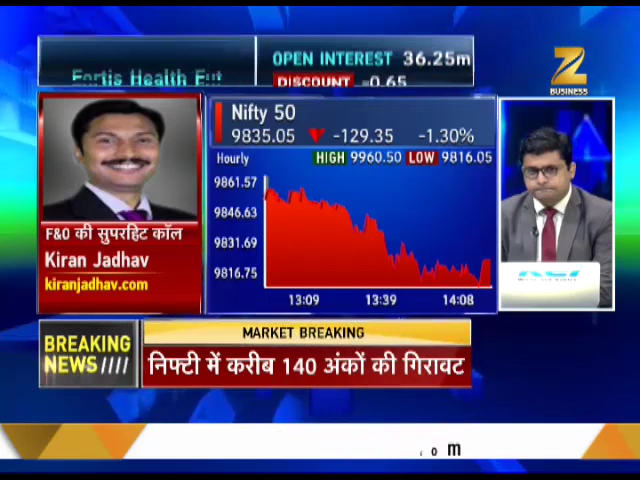 Fortis Health Fut
OPEN INTEREST 36.25m
DISCOUNT -0.65
Z
BUSINESS
Nifty 50
9835.05 -129.35 -1.30%
Hourly HIGH 9960.50 LOW 9816.05
9861.57
9846.63
9831.69
9816.75
13:09 13:39 14:08
F&O की सुपरहिट कॉल
Kiran Jadhav
kiranjadhav.com
BREAKING
NEWS
MARKET BREAKING
निफ्टी में करीब 140 अंकों की गिरावट